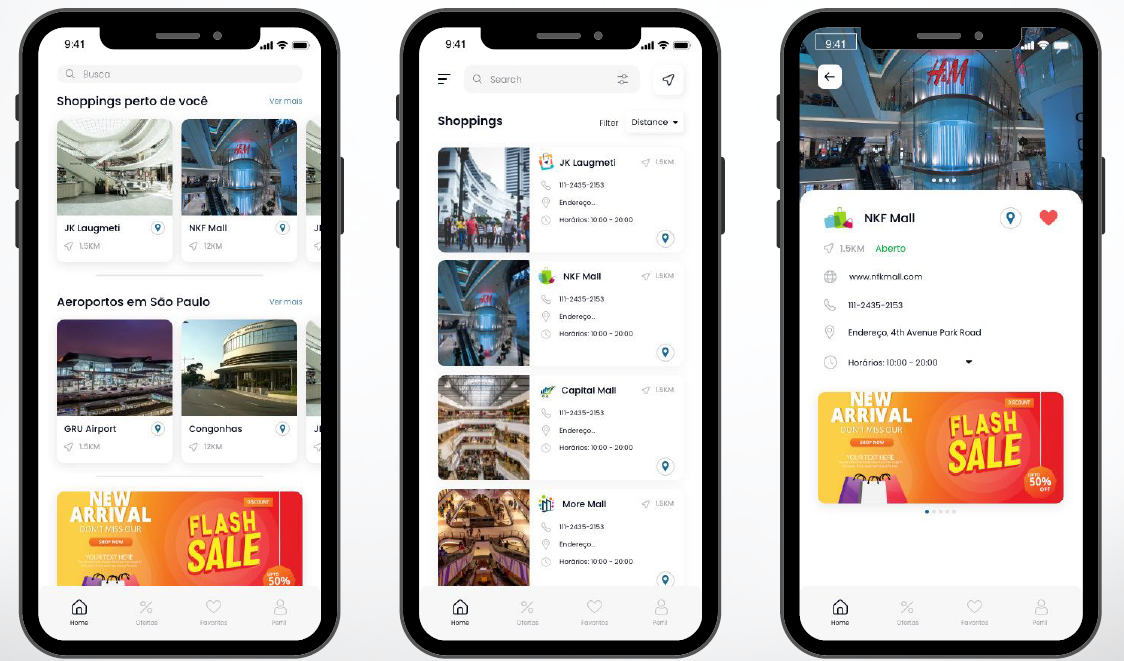 9:41
Busca
Shoppings perto de você
Ver mais
H&M
JK Laugmeti
1.5KM
NKF Mall
12KM
Aeroportos em São Paulo
Ver mais
GRU Airport
1.5KM
Congonhas
12KM
NEW
ARRIVAL
DON'T MISS OUR
SHOP NOW
YOUR TEXT HERE
DISCOUNT
FLASH
SALE
UP TO
50%
Home
Ofertas
Favoritos
Perfil
9:41
Search
Shoppings
Filter
Distance
JK Laugmeti
1.5KM
111-2435-2153
Endereço..
Horários: 10:00 - 20:00
NKF Mall
1.5KM
111-2435-2153
Endereço..
Horários: 10:00 - 20:00
Capital Mall
1.5KM
111-2435-2153
Endereço..
Horários: 10:00 - 20:00
More Mall
1.5KM
111-2435-2153
Endereço..
Horários: 10:00 - 20:00
Home
Ofertas
Favoritos
Perfil
9:41
H&M
NKF Mall
1.5KM Aberto
www.nfkmall.com
111-2435-2153
Endereço, 4th Avenue Park Road
Horários: 10:00 - 20:00
NEW
ARRIVAL
DON'T MISS OUR
SHOP NOW
YOUR TEXT HERE
DISCOUNT
FLASH
SALE
UP TO
50%
OFF
Home
Ofertas
Favoritos
Perfil